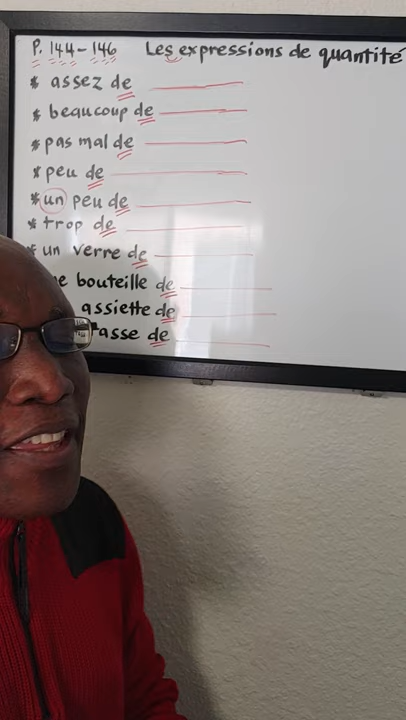 P. 144-146 Les expressions de quantité
* assez de
* beaucoup de
* pas mal de
* peu de
* un peu de
* trop de
* un verre de
bouteille de
assiette de
tasse de